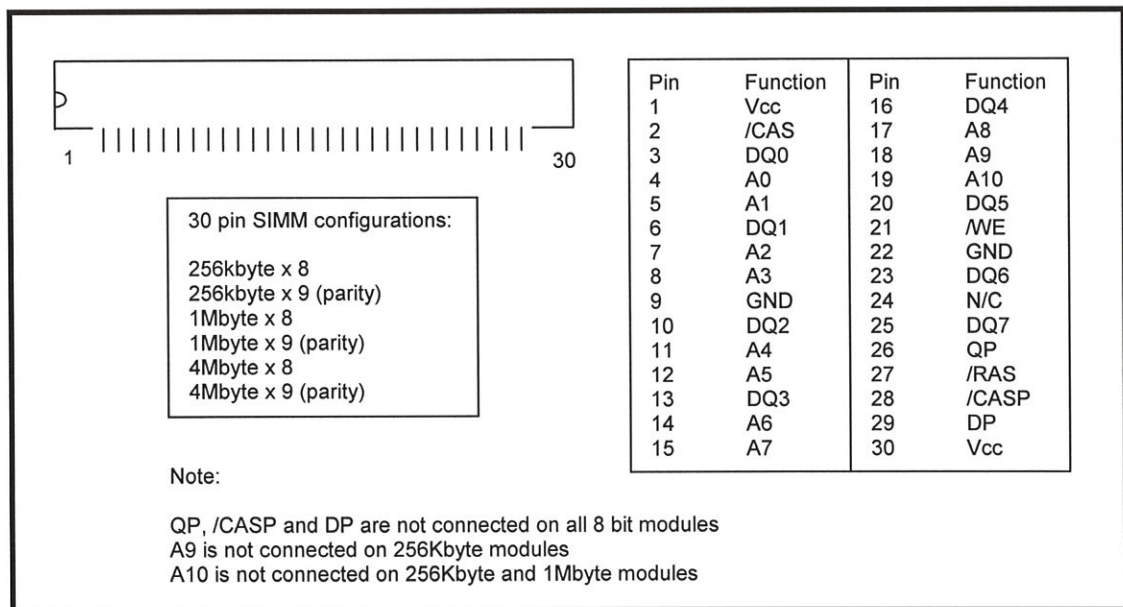 1 30
30 pin SIMM configurations:
256kbyte x 8
256kbyte x 9 (parity)
1Mbyte x 8
1Mbyte x 9 (parity)
4Mbyte x 8
4Mbyte x 9 (parity)
Pin Function Pin Function
1 Vcc 16 DQ4
2 /CAS 17 A8
3 DQ0 18 A9
4 A0 19 A10
5 A1 20 DQ5
6 DQ1 21 /WE
7 A2 22 GND
8 A3 23 DQ6
9 GND 24 N/C
10 DQ2 25 DQ7
11 A4 26 QP
12 A5 27 /RAS
13 DQ3 28 /CASP
14 A6 29 DP
15 A7 30 Vcc
Note:
QP, /CASP and DP are not connected on all 8 bit modules
A9 is not connected on 256Kbyte modules
A10 is not connected on 256Kbyte and 1Mbyte modules